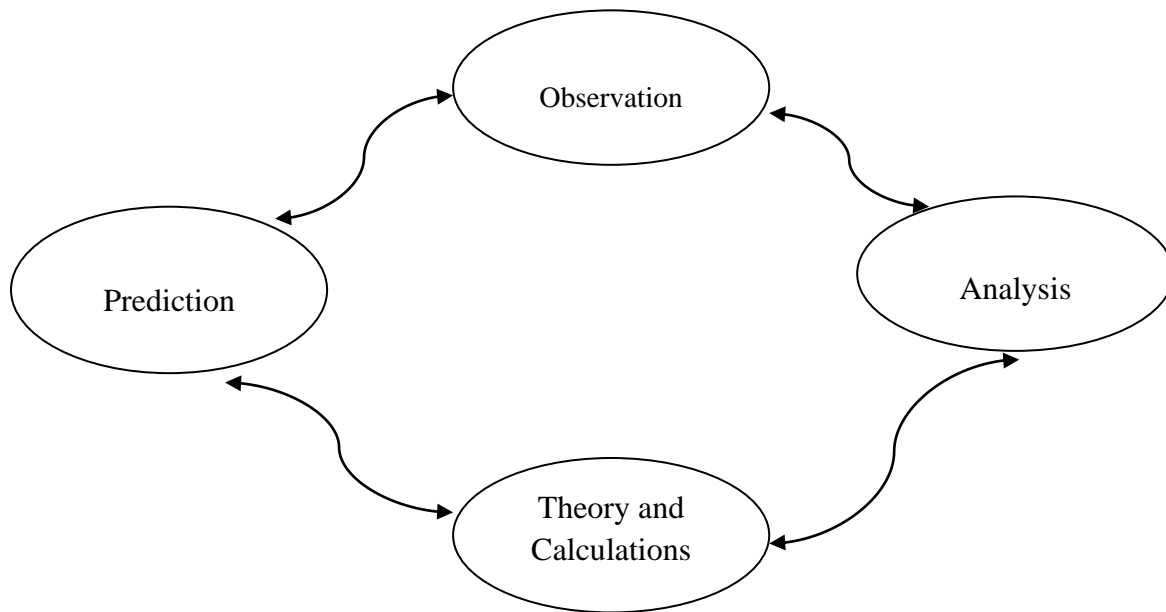 Observation
Prediction
Analysis
Theory and
Calculations